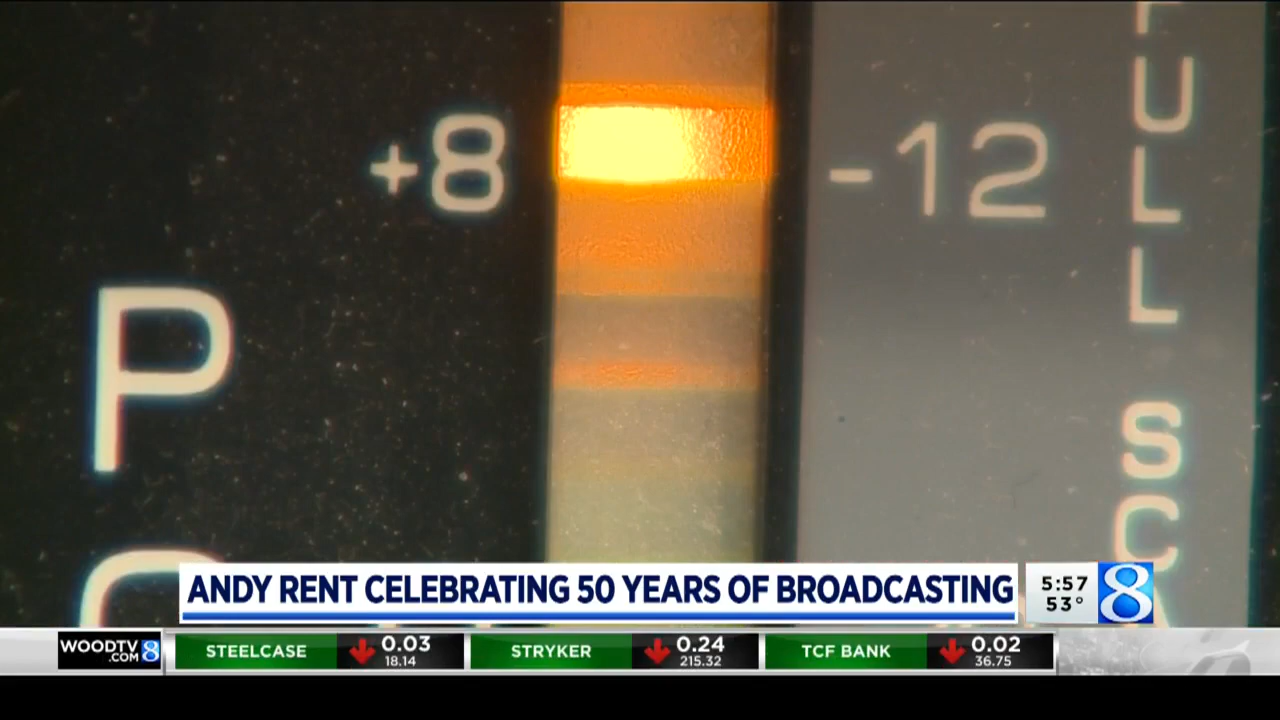 +8
-12
FULL SC
P
ANDY RENT CELEBRATING 50 YEARS OF BROADCASTING
5:57
53°
8
WOODTV
.COM 8
STEELCASE
0.03
18.14
STRYKER
0.24
215.32
TCF BANK
0.02
36.75